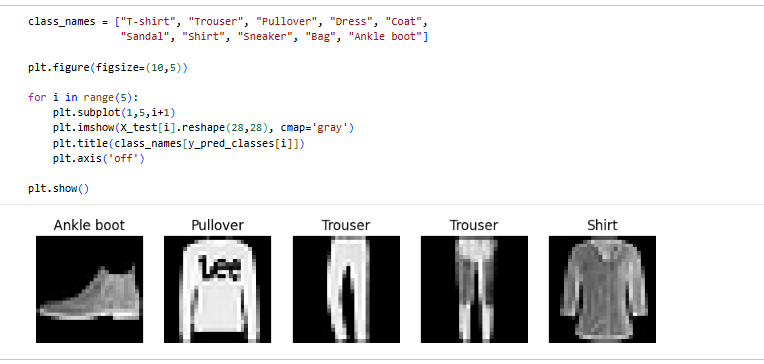 class_names = ["T-shirt", "Trouser", "Pullover", "Dress", "Coat",
"Sandal", "Shirt", "Sneaker", "Bag", "Ankle boot"]
plt.figure(figsize=(10,5))
for i in range(5):
plt.subplot(1,5,i+1)
plt.imshow(X_test[i].reshape(28,28), cmap='gray')
plt.title(class_names[y_pred_classes[i]])
plt.axis('off')
plt.show()
Ankle boot Pullover Trouser Trouser Shirt
Lee